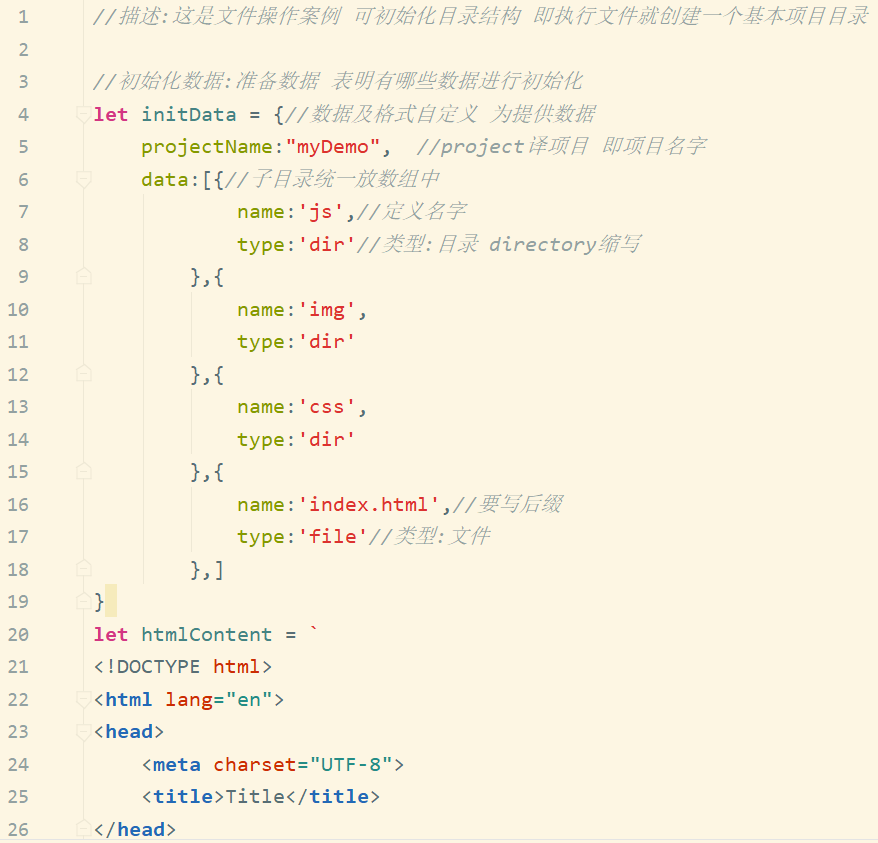 1 //描述:这是文件操作案例 可初始化目录结构 即执行文件就创建一个基本项目目录
2
3 //初始化数据:准备数据 表明有哪些数据进行初始化
4 let initData = {//数据及格式自定义 为提供数据
5 projectName:"myDemo", //project译项目 即项目名字
6 data:[{//子目录统一放数组中
7 name:'js',//定义名字
8 type:'dir'//类型:目录 directory缩写
9 },{
10 name:'img',
11 type:'dir'
12 },{
13 name:'css',
14 type:'dir'
15 },{
16 name:'index.html',//要写后缀
17 type:'file'//类型:文件
18 },]
19 }
20 let htmlContent = `
21 <!DOCTYPE html>
22 <html lang="en">
23 <head>
24 <meta charset="UTF-8">
25 <title>Title</title>
26 </head>